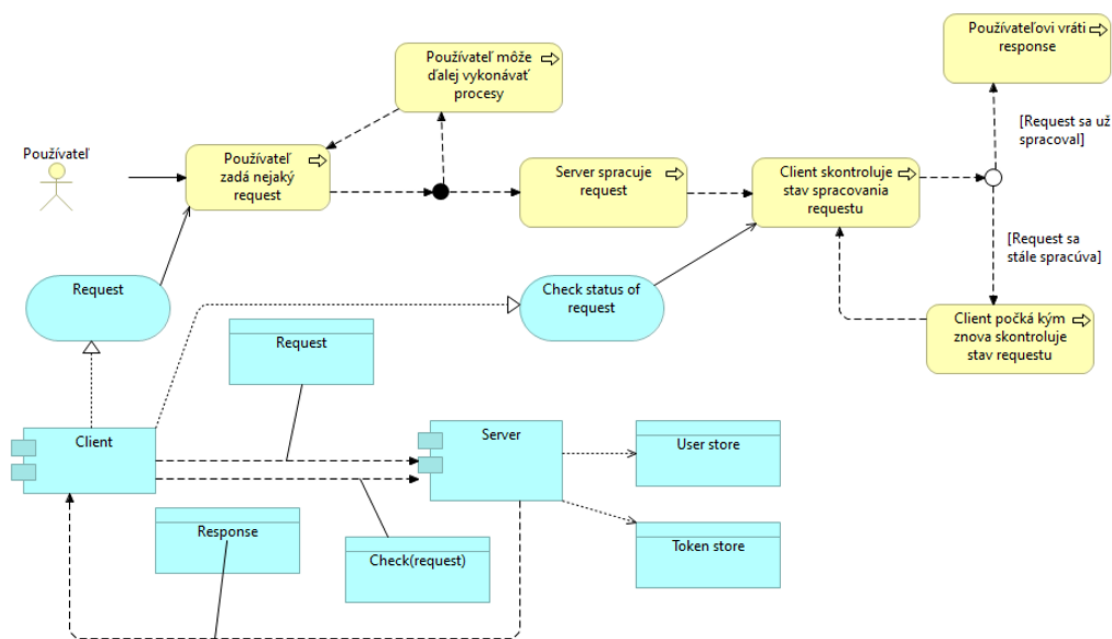 Používateľovi vráti
response
Používateľ môže
ďalej vykonávať
procesy
[Request sa už
spracoval]
Používateľ
Používateľ
zadá nejaký
request
Server spracuje
request
Client skontroluje
stav spracovania
requestu
[Request sa
stále spracúva]
Request
Check status of
request
Client počká kým
znova skontroluje
stav requestu
Request
Client
Server
User store
Response
Check(request)
Token store